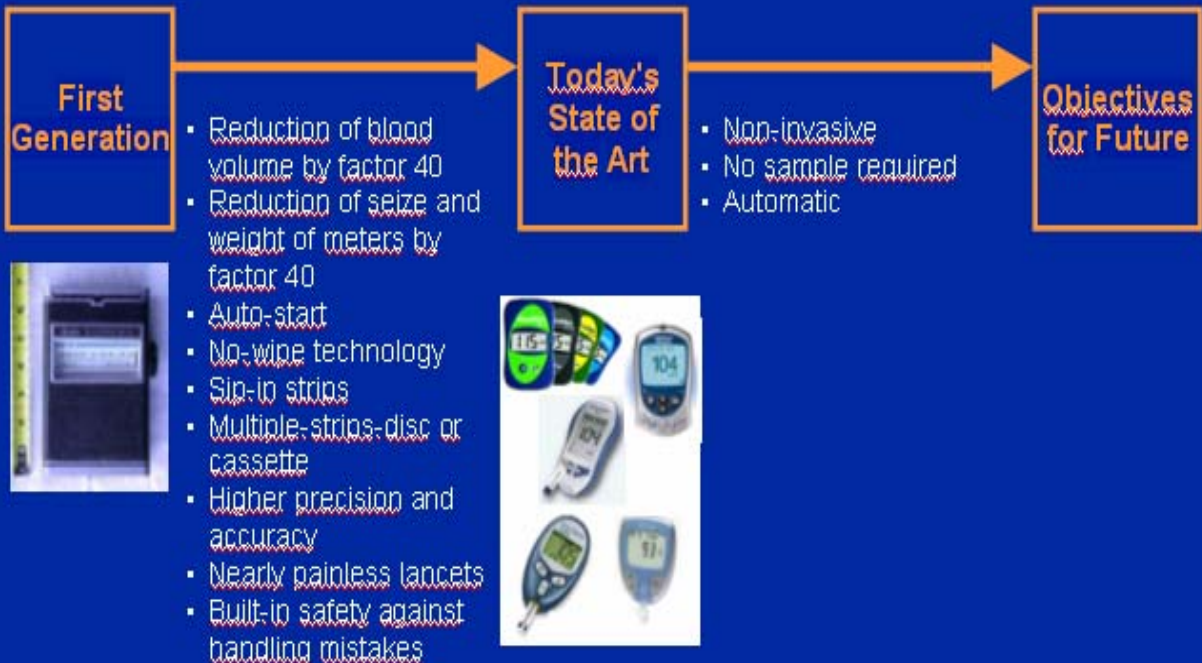 First
Generation
▪ Reduction of blood
volume by factor 40
▪ Reduction of seize and
weight of meters by
factor 40
▪ Auto-start
▪ No-wipe technology
▪ Sip-in strips
▪ Multiple-strips-disc or
cassette
▪ Higher precision and
accuracy
▪ Nearly painless lancets
▪ Built-in safety against
handling mistakes
Today's
State of
the Art
▪ Non-invasive
▪ No sample required
▪ Automatic
Objectives
for Future
115
104
104